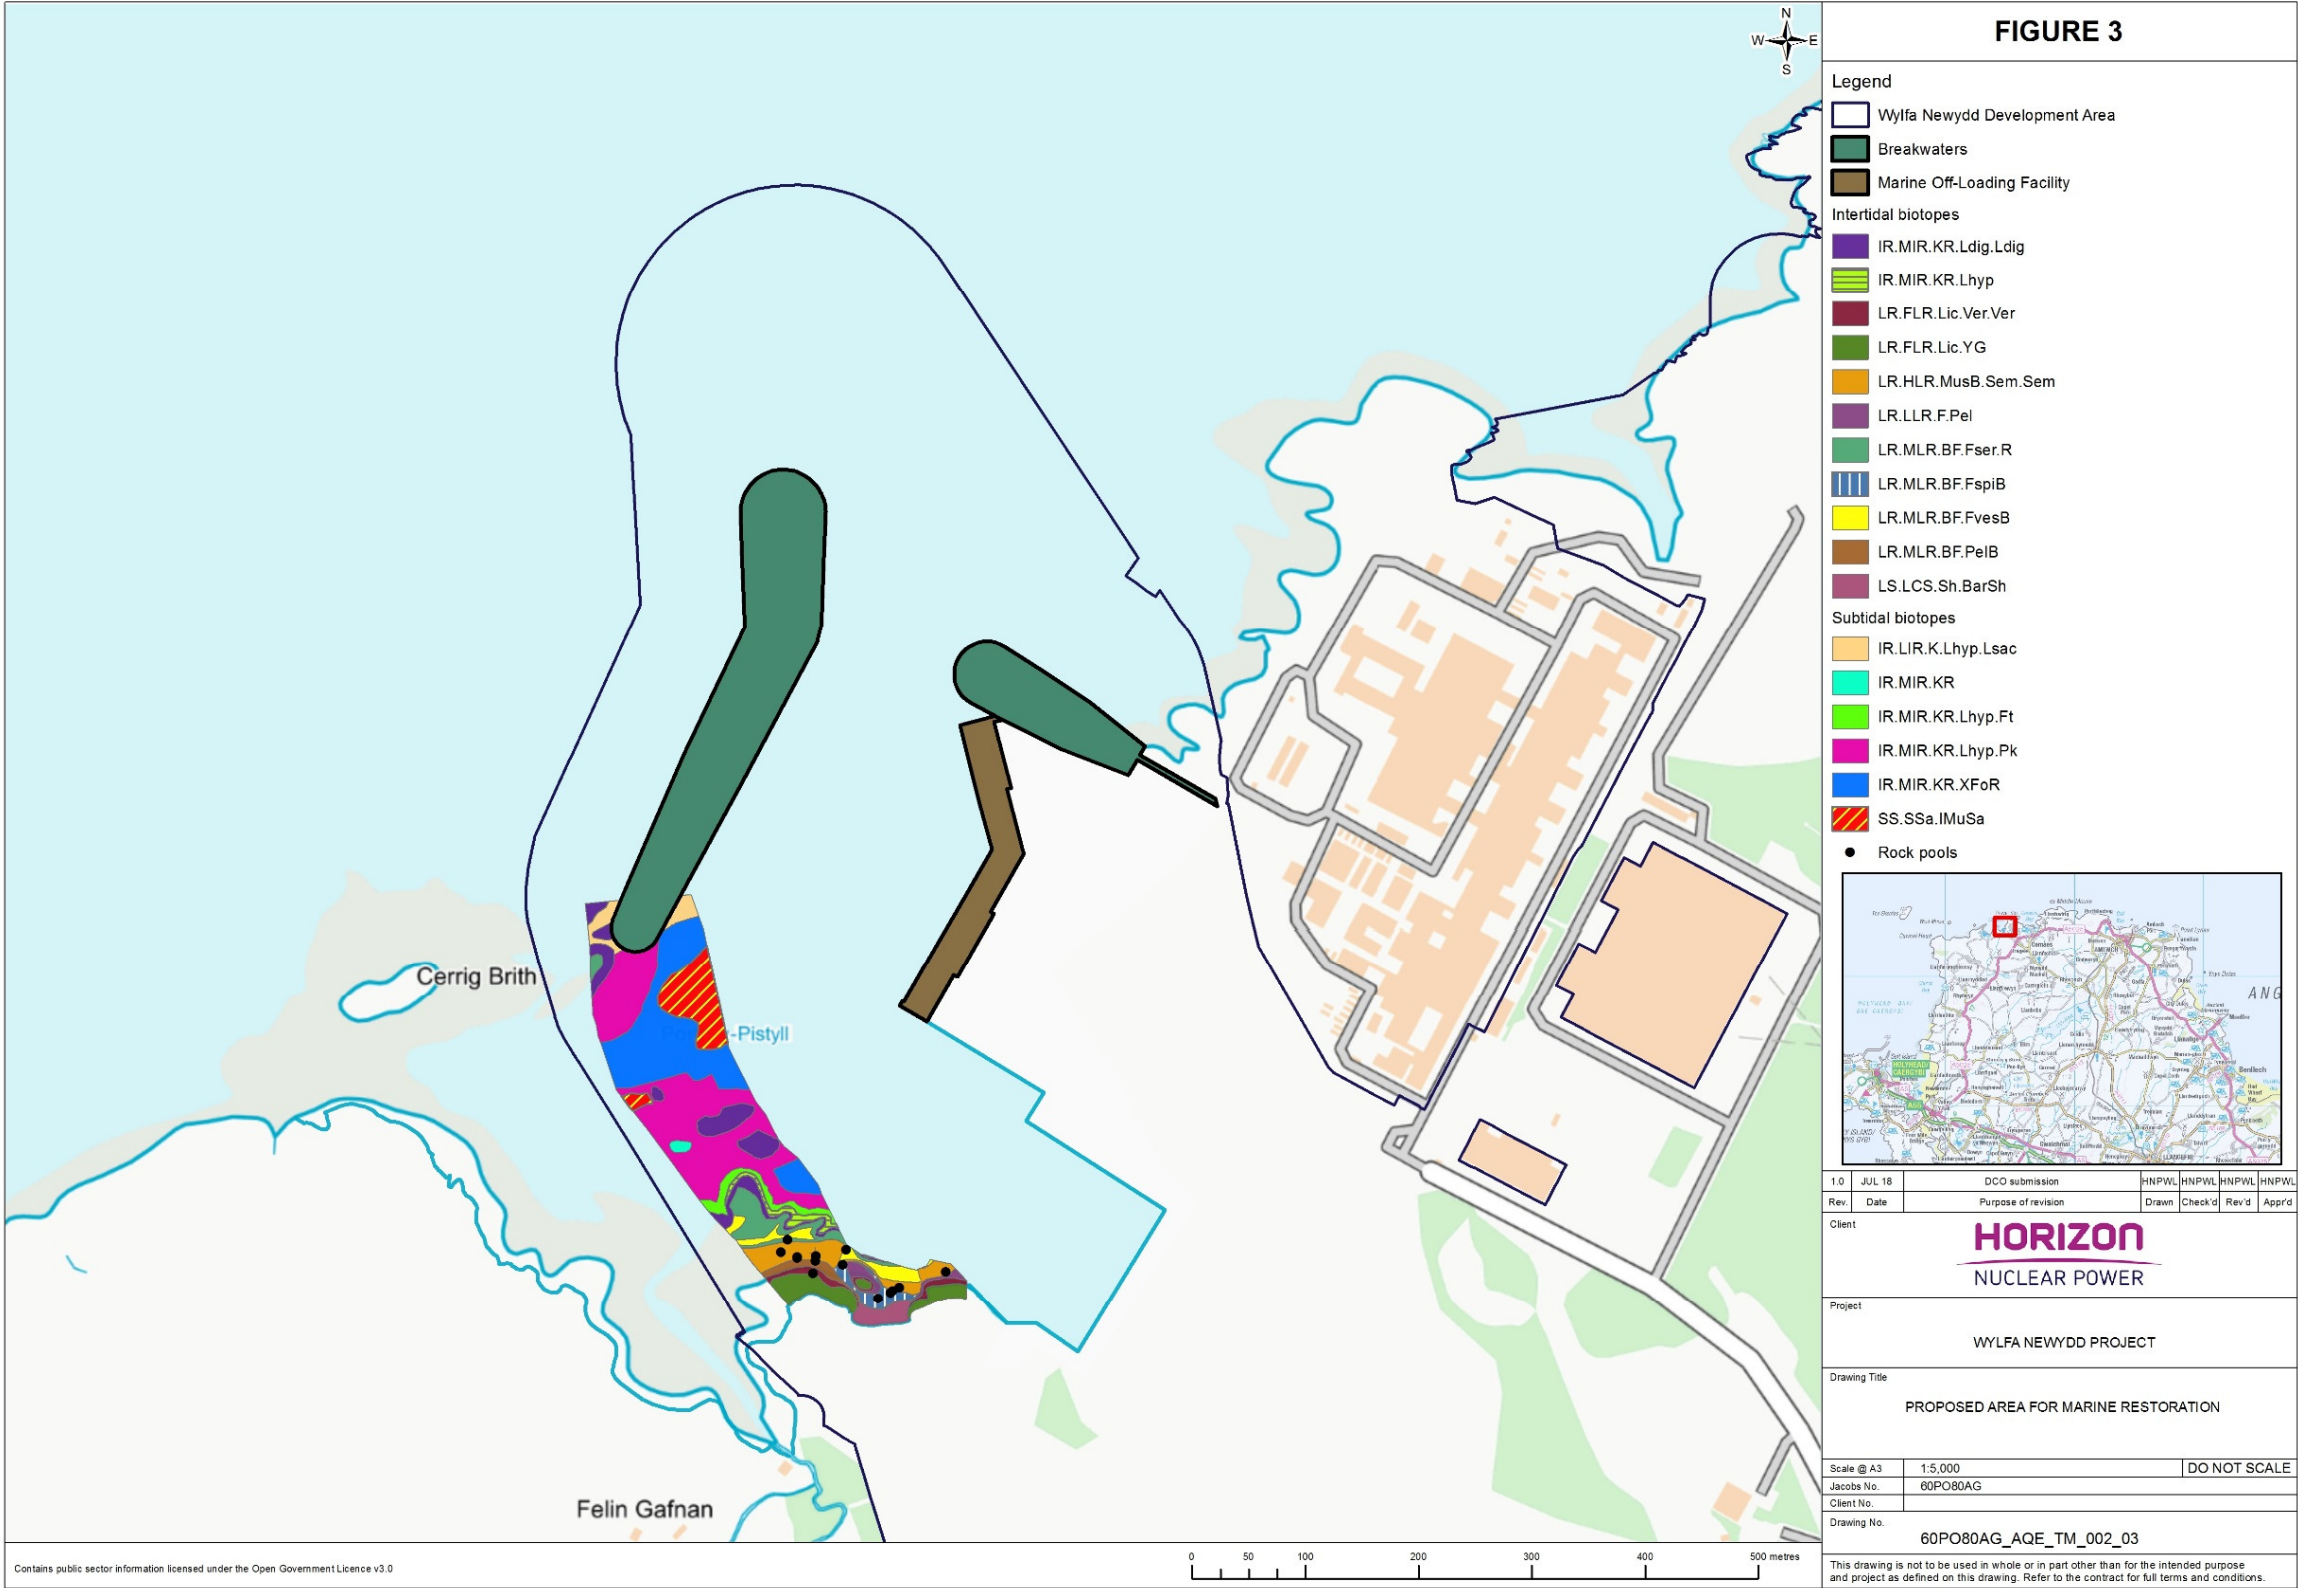 N
W E
S
Cerrig Brith
-Pistyll
Felin Gafnan
Contains public sector information licensed under the Open Government Licence v3.0
0 50 100 200 300 400 500 metres
FIGURE 3
Legend
Wylfa Newydd Development Area
Breakwaters
Marine Off-Loading Facility
Intertidal biotopes
IR.MIR.KR.Ldig.Ldig
IR.MIR.KR.Lhyp
LR.FLR.Lic.Ver.Ver
LR.FLR.Lic.YG
LR.HLR.MusB.Sem.Sem
LR.LLR.F.Pel
LR.MLR.BF.Fser.R
LR.MLR.BF.FspiB
LR.MLR.BF.FvesB
LR.MLR.BF.PelB
LS.LCS.Sh.BarSh
Subtidal biotopes
IR.LIR.K.Lhyp.Lsac
IR.MIR.KR
IR.MIR.KR.Lhyp.Ft
IR.MIR.KR.Lhyp.Pk
IR.MIR.KR.XFoR
SS.SSa.IMuSa
Rock pools
ANG
HOLYHEAD
CAERGYBI
1.0 JUL 18 DCO submission HNPWL HNPWL HNPWL HNPWL
Rev. Date Purpose of revision Drawn Check'd Rev'd Appr'd
Client
HORIZON
NUCLEAR POWER
Project
WYLFA NEWYDD PROJECT
Drawing Title
PROPOSED AREA FOR MARINE RESTORATION
Scale @ A3 1:5,000 DO NOT SCALE
Jacobs No. 60PO80AG
Client No.
Drawing No.
60PO80AG_AQE_TM_002_03
This drawing is not to be used in whole or in part other than for the intended purpose
and project as defined on this drawing. Refer to the contract for full terms and conditions.